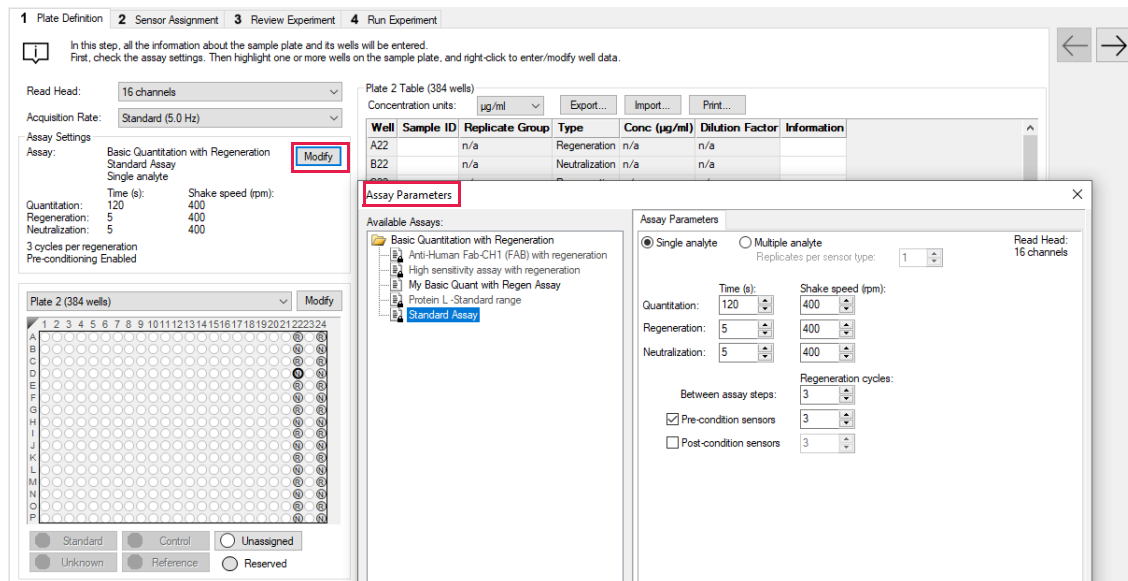 1 Plate Definition 2 Sensor Assignment 3 Review Experiment 4 Run Experiment
In this step, all the information about the sample plate and its wells will be entered.
First, check the assay settings. Then highlight one or more wells on the sample plate, and right-click to enter/modify well data.
Read Head: 16 channels
Acquisition Rate: Standard (5.0 Hz)
Assay Settings
Assay: Basic Quantitation with Regeneration
Standard Assay
Single analyte
Modify
Time (s): Shake speed (rpm):
Quantitation: 120 400
Regeneration: 5 400
Neutralization: 5 400
3 cycles per regeneration
Pre-conditioning Enabled
Plate 2 (384 wells) Modify
1 2 3 4 5 6 7 8 9 10 11 12 13 14 15 16 17 18 19 20 21 22 23 24
A R R
B N N
C R R
D N N
E R R
F N N
G R R
H N N
I R R
J N N
K R R
L N N
M R R
N N N
O R R
P N N
Standard Control Unassigned
Unknown Reference Reserved
Plate 2 Table (384 wells)
Concentration units: µg/ml Export... Import... Print...
Well Sample ID Replicate Group Type Conc (µg/ml) Dilution Factor Information
A22 n/a Regeneration n/a n/a
B22 n/a Neutralization n/a n/a
Assay Parameters
Available Assays:
Basic Quantitation with Regeneration
Anti-Human Fab-CH1 (FAB) with regeneration
High sensitivity assay with regeneration
My Basic Quant with Regen Assay
Protein L -Standard range
Standard Assay
Assay Parameters
Single analyte Multiple analyte
Replicates per sensor type: 1
Read Head:
16 channels
Time (s): Shake speed (rpm):
Quantitation: 120 400
Regeneration: 5 400
Neutralization: 5 400
Regeneration cycles:
Between assay steps: 3
Pre-condition sensors 3
Post-condition sensors 3